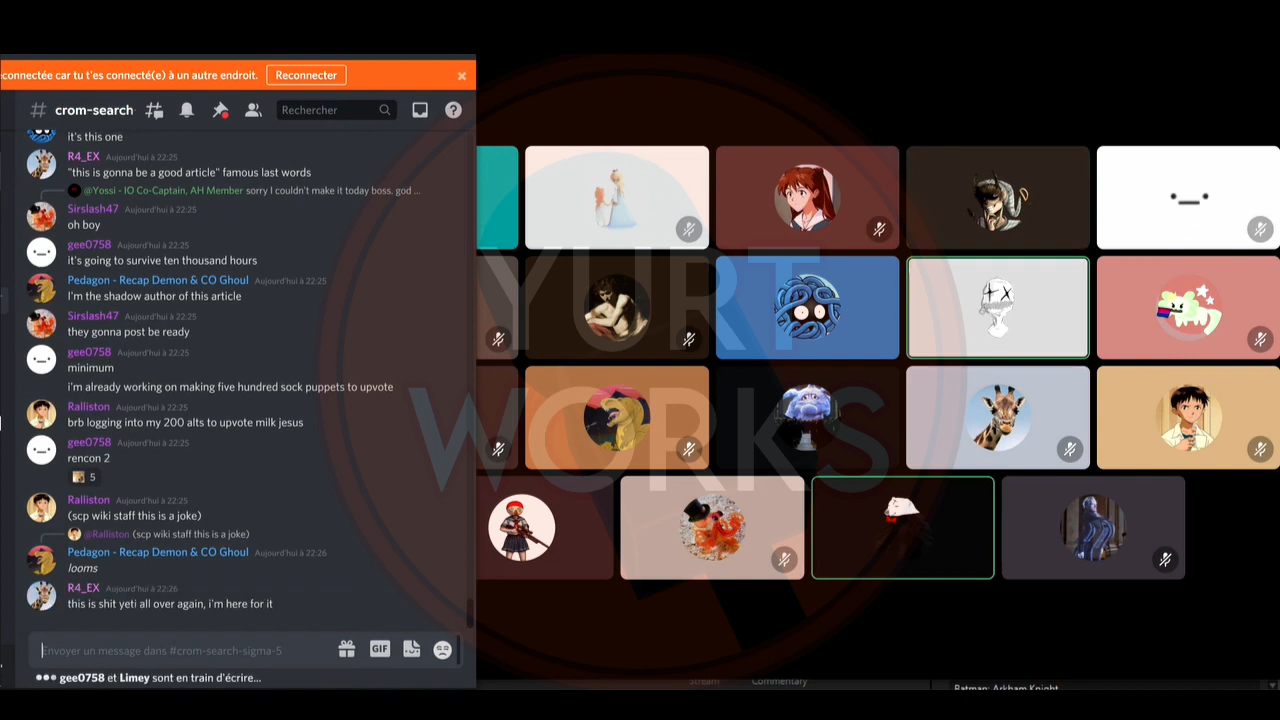 connectée car tu t'es connecté(e) à un autre endroit. Reconnecter
crom-search Rechercher
it's this one
R4_EX Aujourd'hui à 22:25
"this is gonna be a good article" famous last words
@Yossi - IO Co-Captain, AH Member sorry I couldn't make it today boss. god ...
Sirslash47 Aujourd'hui à 22:25
oh boy
gee0758 Aujourd'hui à 22:25
it's going to survive ten thousand hours
Pedagon - Recap Demon & CO Ghoul Aujourd'hui à 22:25
I'm the shadow author of this article
Sirslash47 Aujourd'hui à 22:25
they gonna post be ready
gee0758 Aujourd'hui à 22:25
minimum
i'm already working on making five hundred sock puppets to upvote
Ralliston Aujourd'hui à 22:25
brb logging into my 200 alts to upvote milk jesus
gee0758 Aujourd'hui à 22:25
rencon 2
5
Ralliston Aujourd'hui à 22:25
(scp wiki staff this is a joke)
@Ralliston (scp wiki staff this is a joke)
Pedagon - Recap Demon & CO Ghoul Aujourd'hui à 22:26
looms
R4_EX Aujourd'hui à 22:26
this is shit yeti all over again, i'm here for it
Envoyer un message dans #crom-search-sigma-5
GIF
gee0758 et Limey sont en train d'écrire...
YURT
WORKS
Stream Commentary
Batman: Arkham Knight